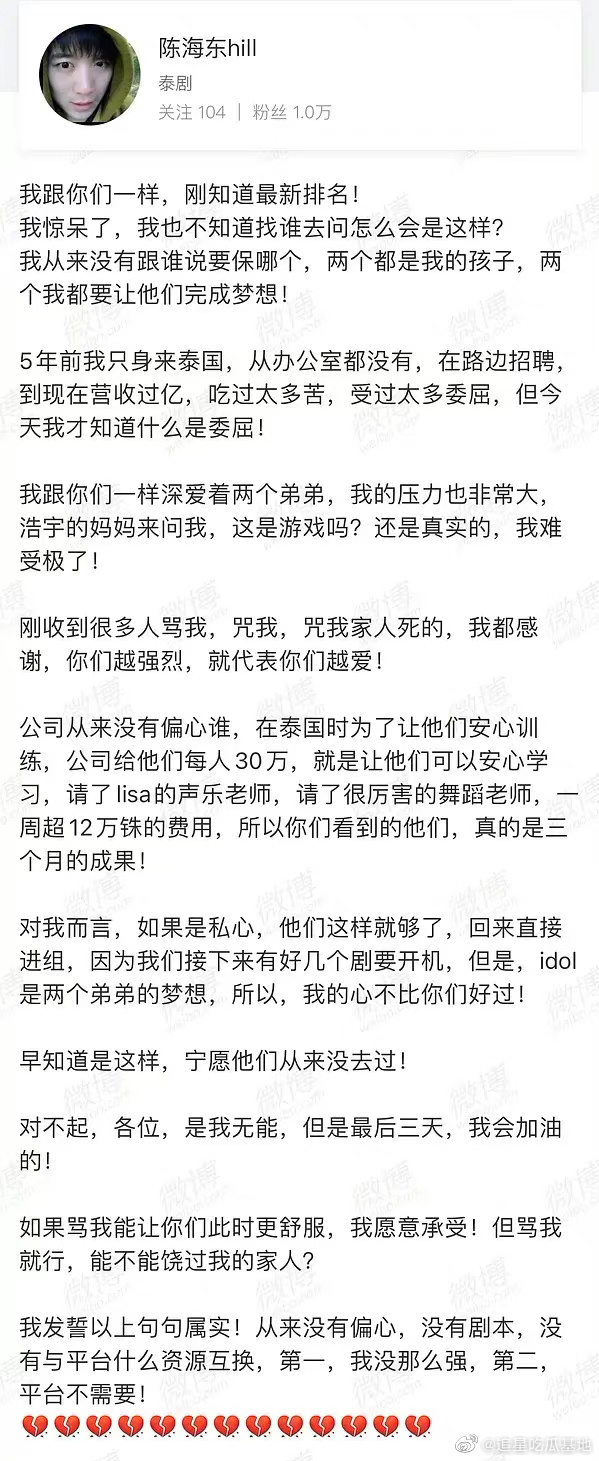 陈海东hill
泰剧
关注 104 | 粉丝 1.0万
我跟你们一样，刚知道最新排名！
我惊呆了，我也不知道找谁去问怎么会是这样？
我从来没有跟谁说要保哪个，两个都是我的孩子，两
个我都要让他们完成梦想！
5年前我只身来泰国，从办公室都没有，在路边招聘，
到现在营收过亿，吃过太多苦，受过太多委屈，但今
天我才知道什么是委屈！
我跟你们一样深爱着两个弟弟，我的压力也非常大，
浩宇的妈妈来问我，这是游戏吗？还是真实的，我难
受极了！
刚收到很多人骂我，咒我，咒我家人死的，我都感
谢，你们越强烈，就代表你们越爱！
公司从来没有偏心谁，在泰国时为了让他们安心训
练，公司给他们每人30万，就是让他们可以安心学
习，请了lisa的声乐老师，请了很厉害的舞蹈老师，一
周超12万铢的费用，所以你们看到的他们，真的是三
个月的成果！
对我而言，如果是私心，他们这样就够了，回来直接
进组，因为我们接下来有好几个剧要开机，但是，idol
是两个弟弟的梦想，所以，我的心不比你们好过！
早知道是这样，宁愿他们从来没去过！
对不起，各位，是我无能，但是最后三天，我会加油
的！
如果骂我能让你们此时更舒服，我愿意承受！但骂我
就行，能不能饶过我的家人？
我发誓以上句句属实！从来没有偏心，没有剧本，没
有与平台什么资源互换，第一，我没那么强，第二，
平台不需要！
💔💔💔💔💔💔💔💔💔💔💔💔💔
@追星吃瓜基地